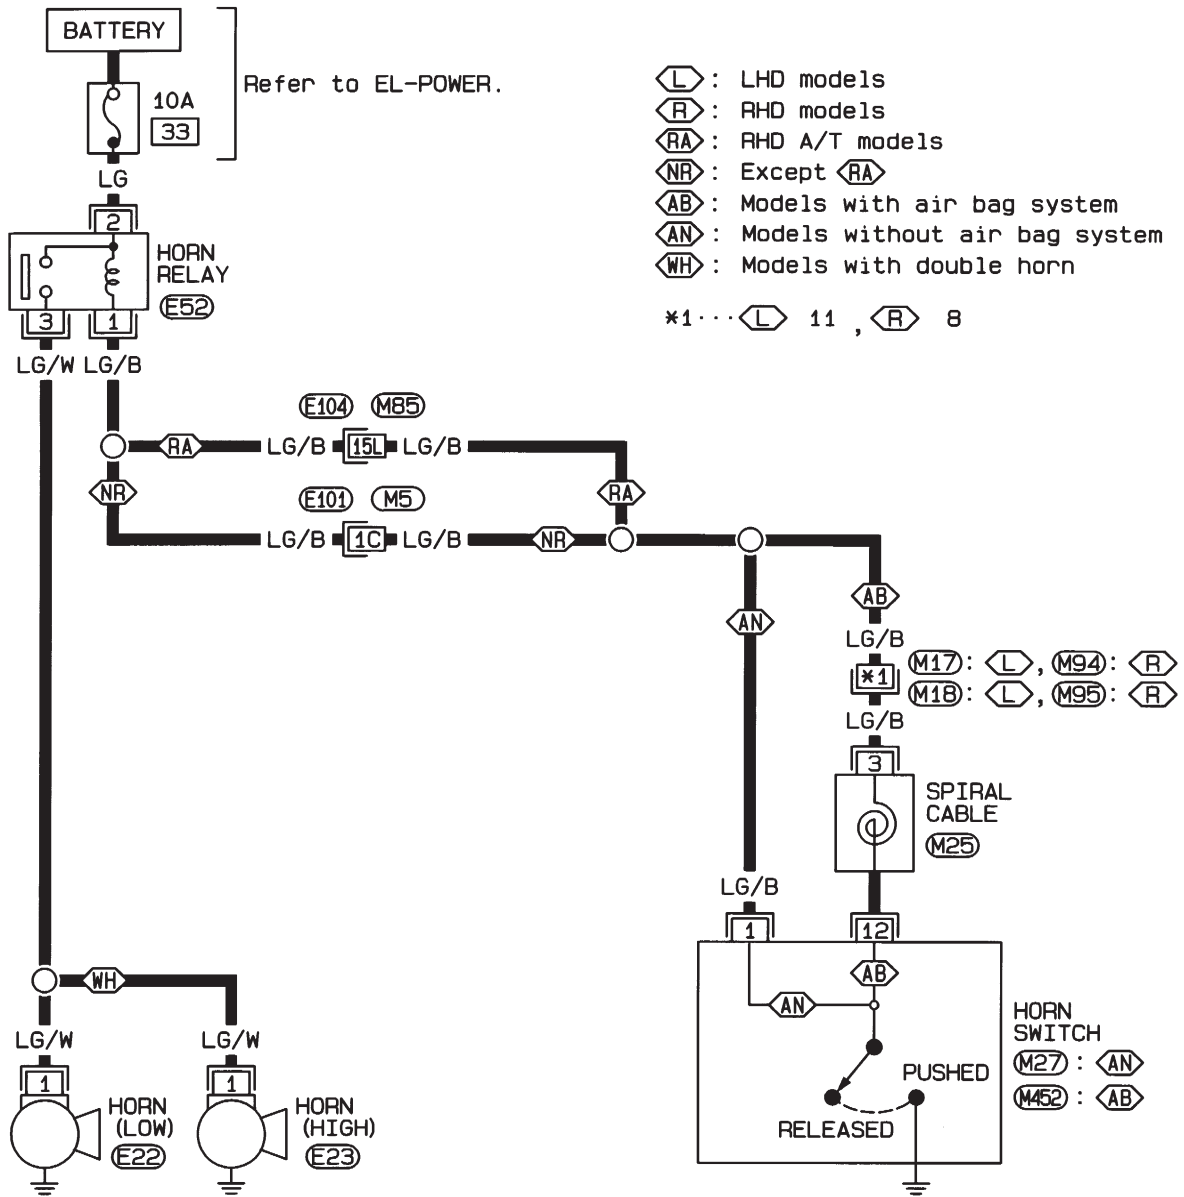 BATTERY
Refer to EL-POWER.
10A
33
LG
2
HORN
RELAY
E52
3 1
LG/W LG/B
L : LHD models
R : RHD models
RA : RHD A/T models
NR : Except RA
AB : Models with air bag system
AN : Models without air bag system
WH : Models with double horn
*1··· L 11 , R 8
E104 M85
RA LG/B 15L LG/B
NR RA
E101 M5
LG/B 1C LG/B NR
AB
AN
LG/B
*1
M17 : L , M94 : R
M18 : L , M95 : R
LG/B
3
SPIRAL
CABLE
M25
LG/B
1 12
AB
AN
HORN
SWITCH
M27 : AN
M452 : AB
PUSHED
RELEASED
WH
LG/W LG/W
1 1
HORN
(LOW)
E22
HORN
(HIGH)
E23